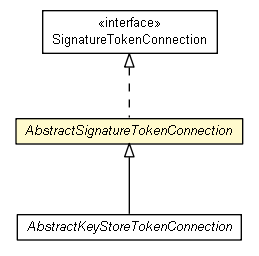 «interface»
SignatureTokenConnection
AbstractSignatureTokenConnection
AbstractKeyStoreTokenConnection